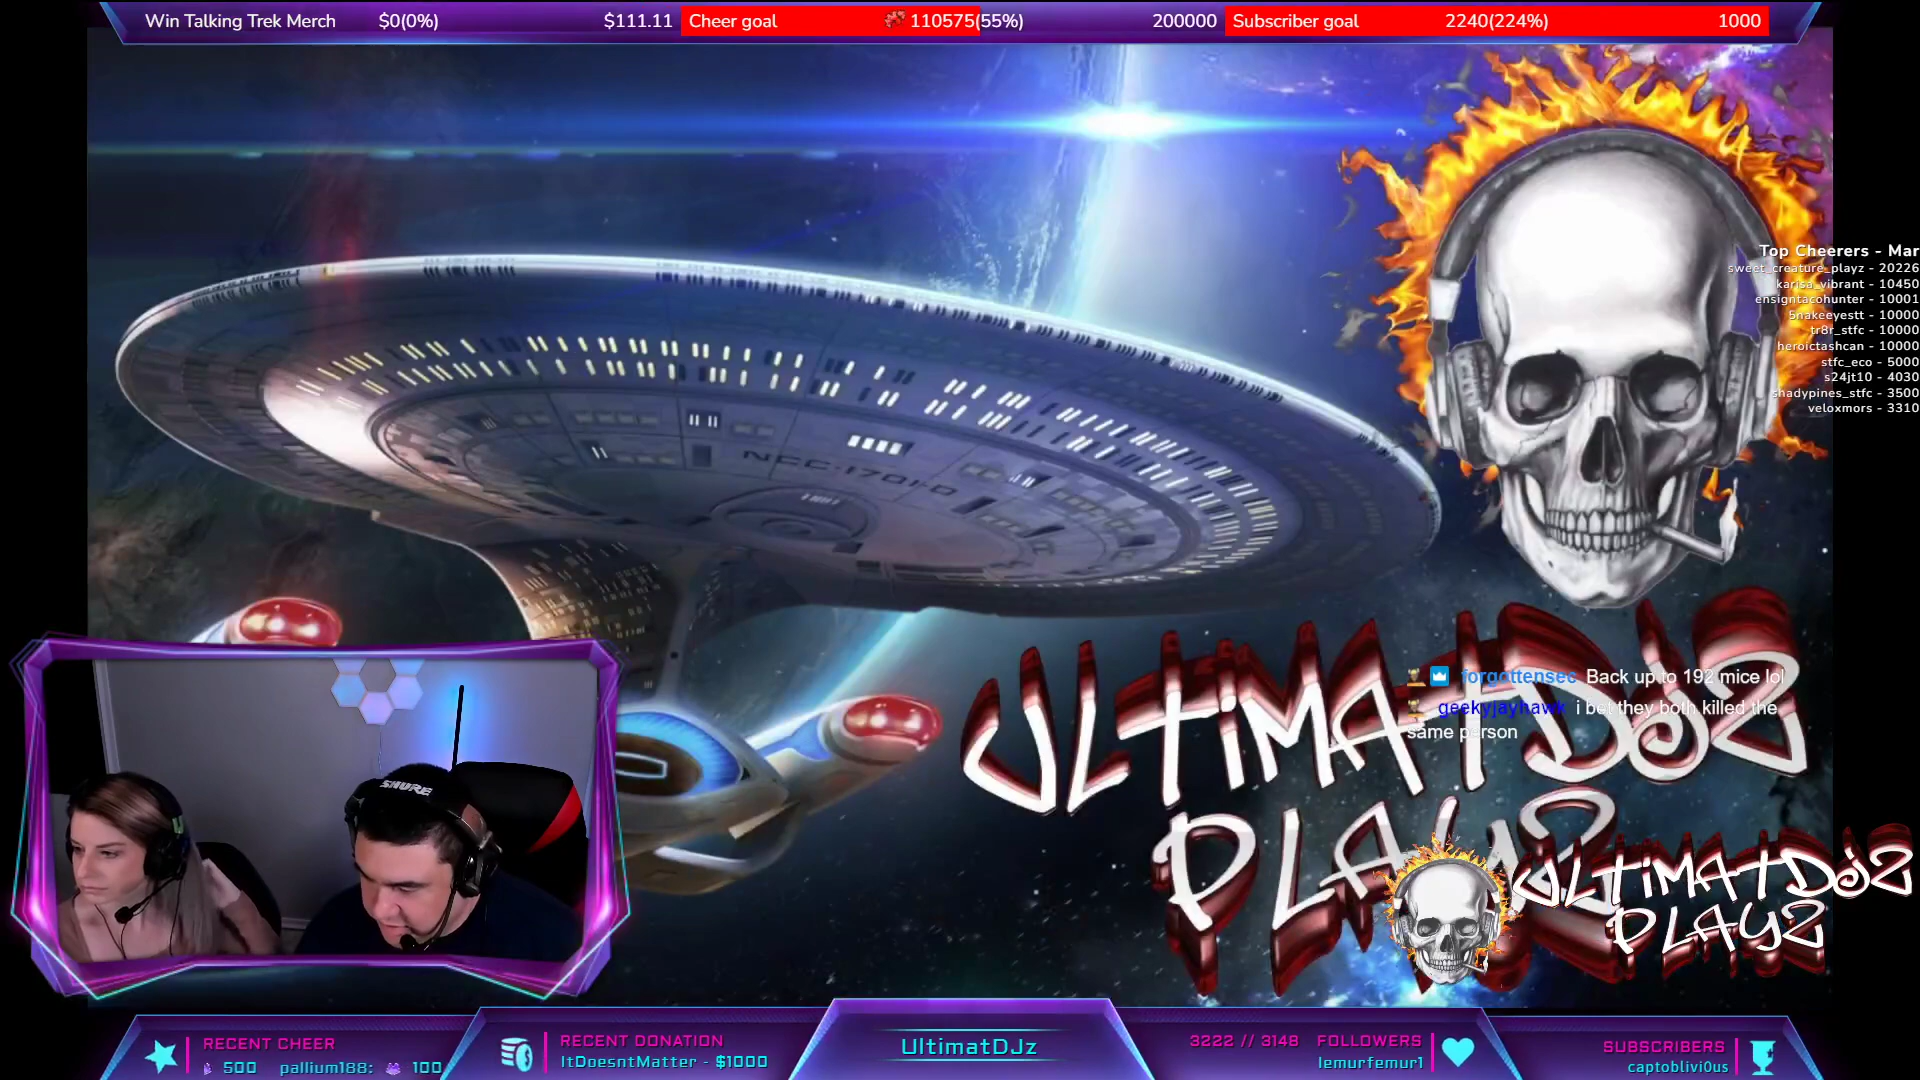 Win Talking Trek Merch $0(0%) $111.11 Cheer goal 110575(55%) 200000 Subscriber goal 2240(224%) 1000
Top Cheerers - Mar
sweet_creature_playz - 20226
karisa_vibrant - 10450
ensigntacohunter - 10001
5nakeeyestt - 10000
tr8r_stfc - 10000
heroictashcan - 10000
stfc_eco - 5000
s24jt10 - 4030
shadypines_stfc - 3500
veloxmors - 3310
NCC-1701-D
ULTIMATDJZ
PLAYZ
forgottensec Back up to 192 mice lol
geekyjayhawk i bet they both killed the
same person
SHURE
ULTIMATDJZ
PLAYZ
RECENT CHEER
500 pallium188: 100
RECENT DONATION
ItDoesntMatter - $1000
UltimatDJz
3222 // 3148 FOLLOWERS
lemurfemur1
SUBSCRIBERS
captoblivi0us